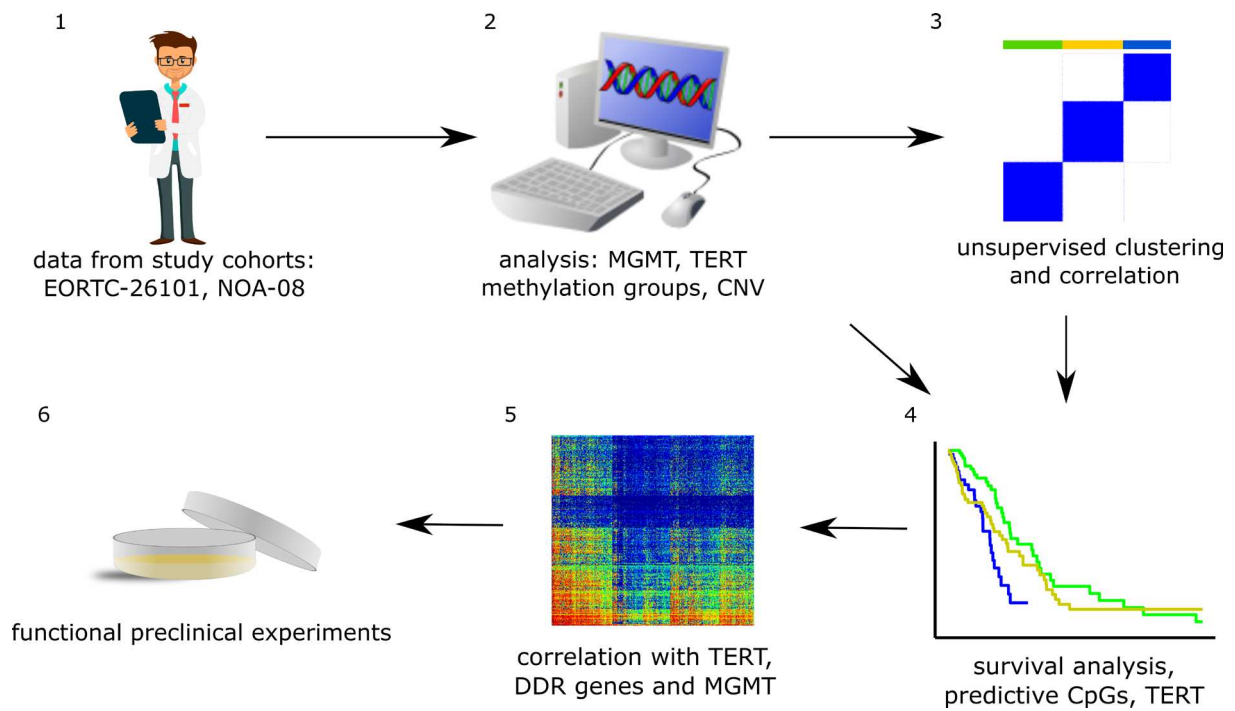 1
data from study cohorts:
EORTC-26101, NOA-08
2
analysis: MGMT, TERT
methylation groups, CNV
3
unsupervised clustering
and correlation
4
survival analysis,
predictive CpGs, TERT
5
correlation with TERT,
DDR genes and MGMT
6
functional preclinical experiments